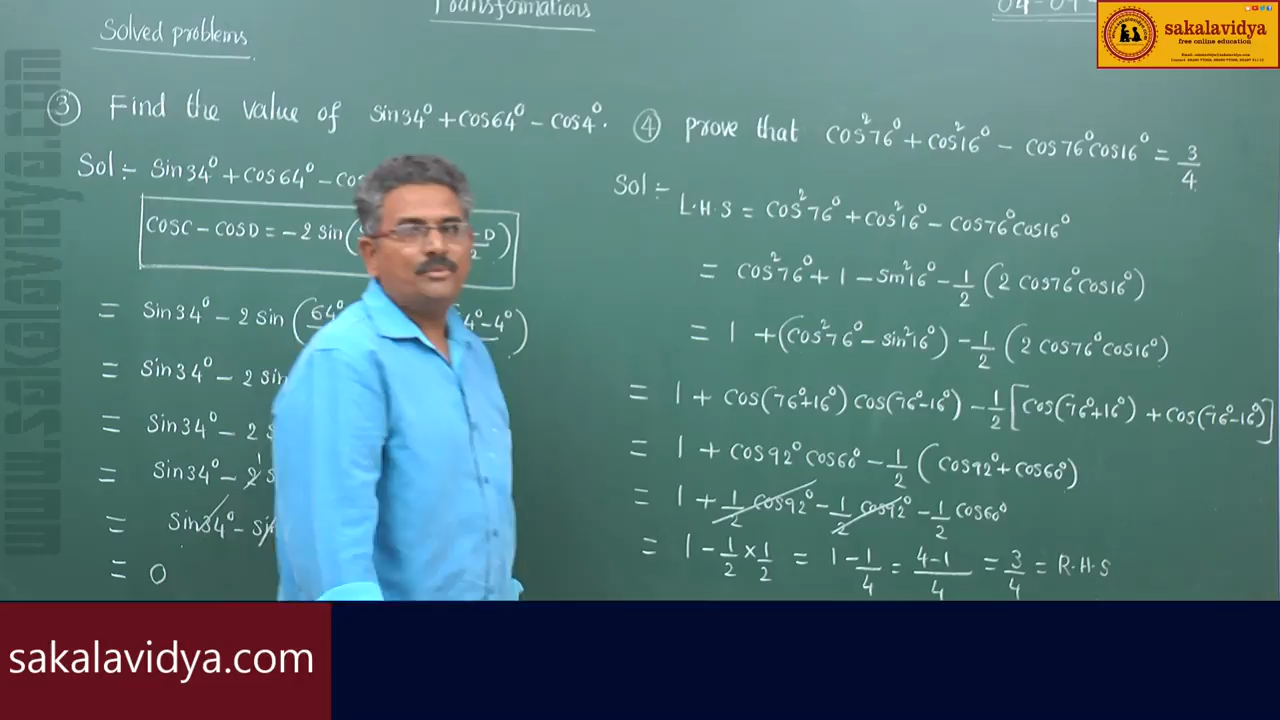 Transformations
Solved problems
③ Find the value of sin34° + cos64° - cos4°.
Sol :- Sin34° + cos64° - cos
cosC - cosD = -2 sin( -D/2 )
= Sin34° - 2 sin (64° 4°-4° )
= Sin34° - 2 sin
= Sin34° - 2 s
= Sin34° - 2 s
= Sin34° - sin
= 0
④ prove that cos²76° + cos²16° - cos76°cos16° = 3/4
Sol :-
L.H.S = cos²76° + cos²16° - cos76°cos16°
= cos²76° + 1 - sin²16° - 1/2 (2 cos76°cos16°)
= 1 + (cos²76° - sin²16°) - 1/2 (2 cos76°cos16°)
= 1 + cos(76°+16°) cos(76°-16°) - 1/2 [cos(76°+16°) + cos(76°-16°)]
= 1 + cos92° cos60° - 1/2 (cos92° + cos60°)
= 1 + 1/2 cos92° - 1/2 cos92° - 1/2 cos60°
= 1 - 1/2 × 1/2 = 1 - 1/4 = 4-1/4 = 3/4 = R.H.S
sakalavidya
free online education
www.sakalavidya.com
sakalavidya.com